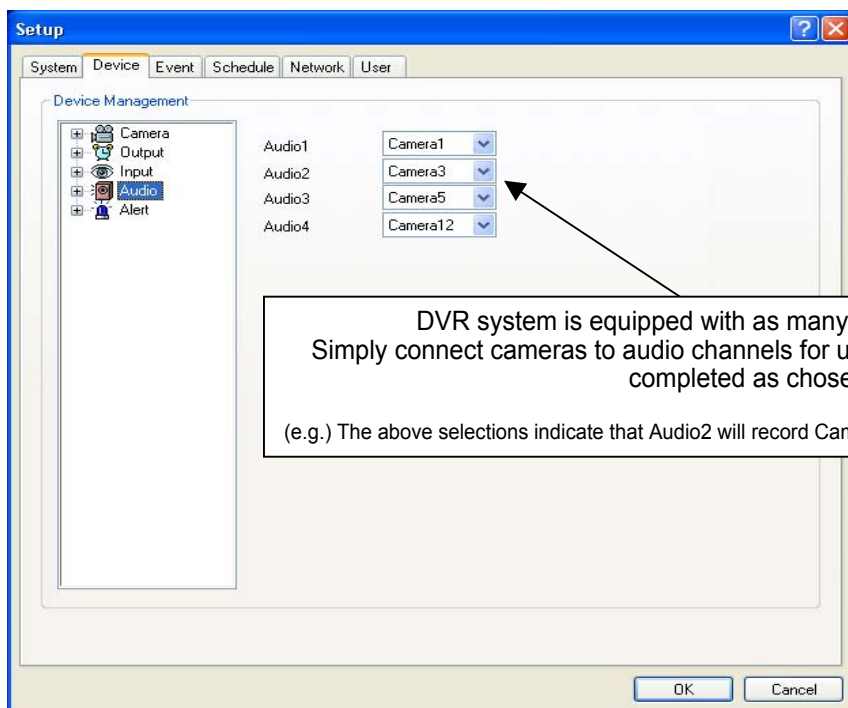 Setup
System Device Event Schedule Network User
Device Management
Camera
Output
Input
Audio
Alert
Audio1 Camera1
Audio2 Camera3
Audio3 Camera5
Audio4 Camera12
DVR system is equipped with as many
Simply connect cameras to audio channels for
completed as
(e.g.) The above selections indicate that Audio2 will record
OK Cancel